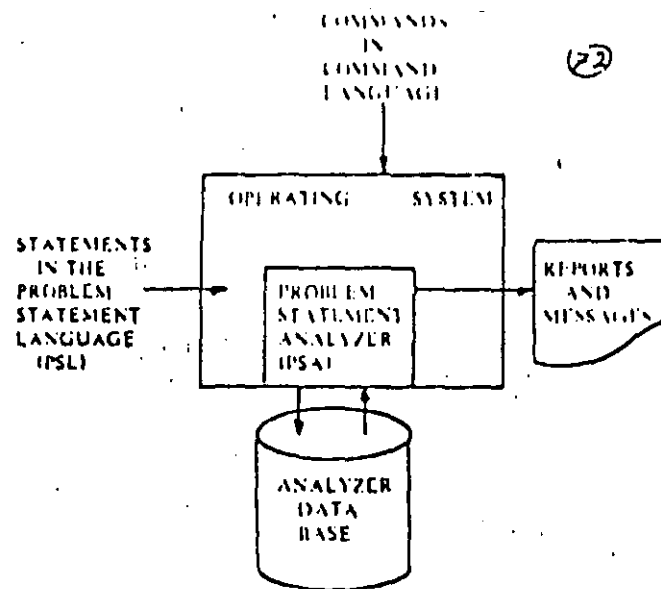 COMMANDS
IN
COMMAND
LANGUAGE
22
OPERATING SYSTEM
STATEMENTS
IN THE
PROBLEM
STATEMENT
LANGUAGE
(PSL)
PROBLEM
STATEMENT
ANALYZER
(PSA)
REPORTS
AND
MESSAGES
ANALYZER
DATA
BASE